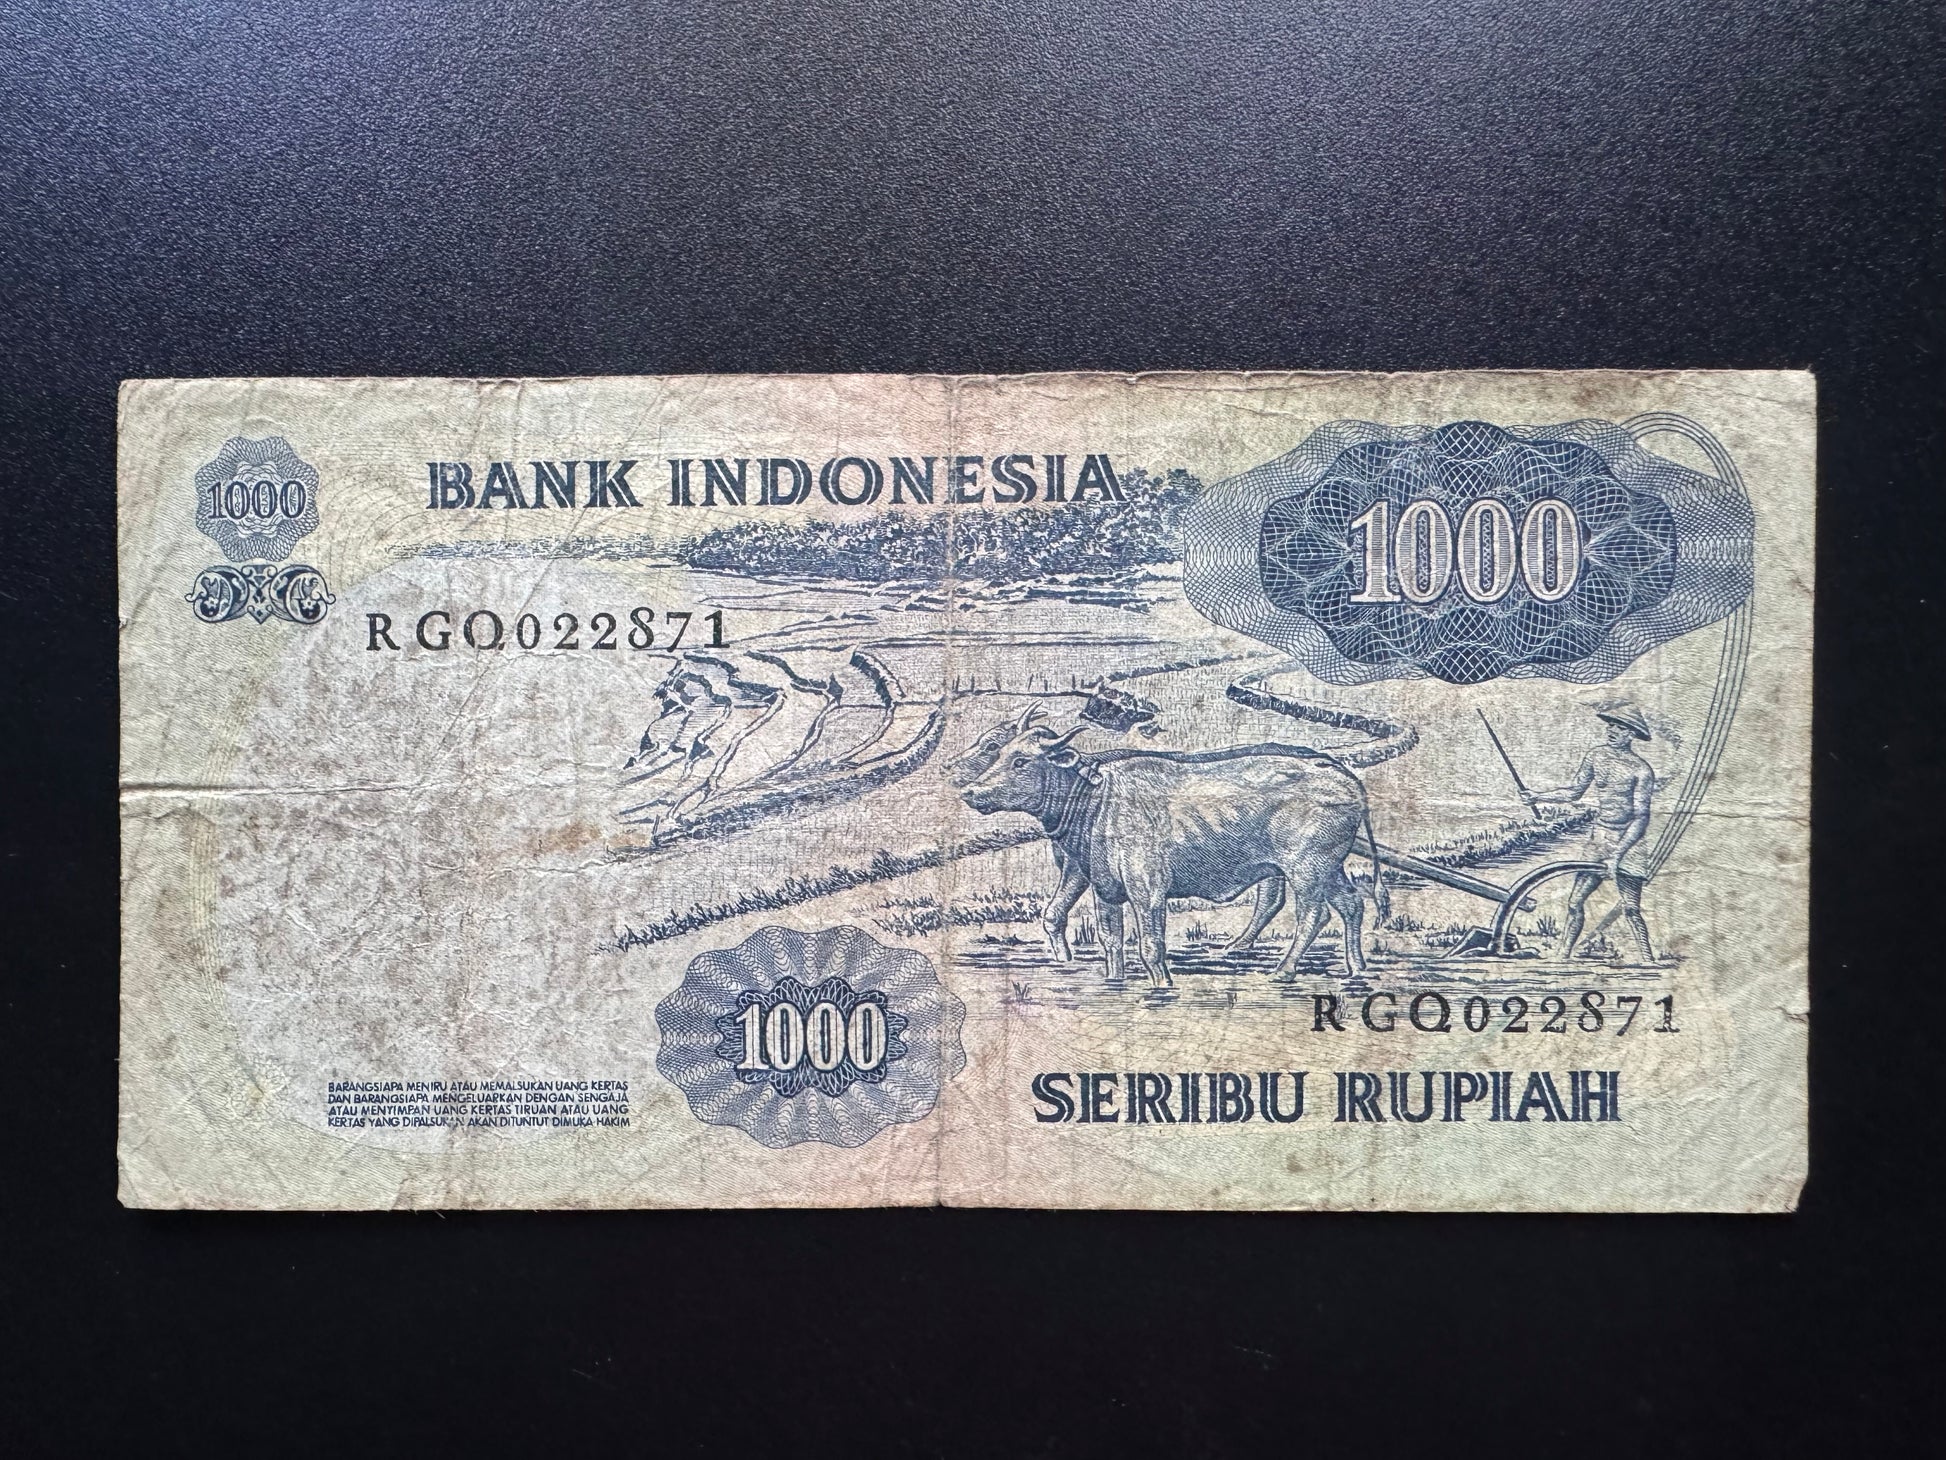 BANK INDONESIA
1000
1000
RGQ022871
RGQ022871
1000
SERIBU RUPIAH
BARANGSIAPA MENIRU ATAU MEMALSUKAN UANG KERTAS
DAN BARANGSIAPA MENGELUARKAN DENGAN SENGAJA
ATAU MENYIMPAN UANG KERTAS TIRUAN ATAU UANG
KERTAS YANG DIPALSUKAN AKAN DITUNTUT DIMUKA HAKIM